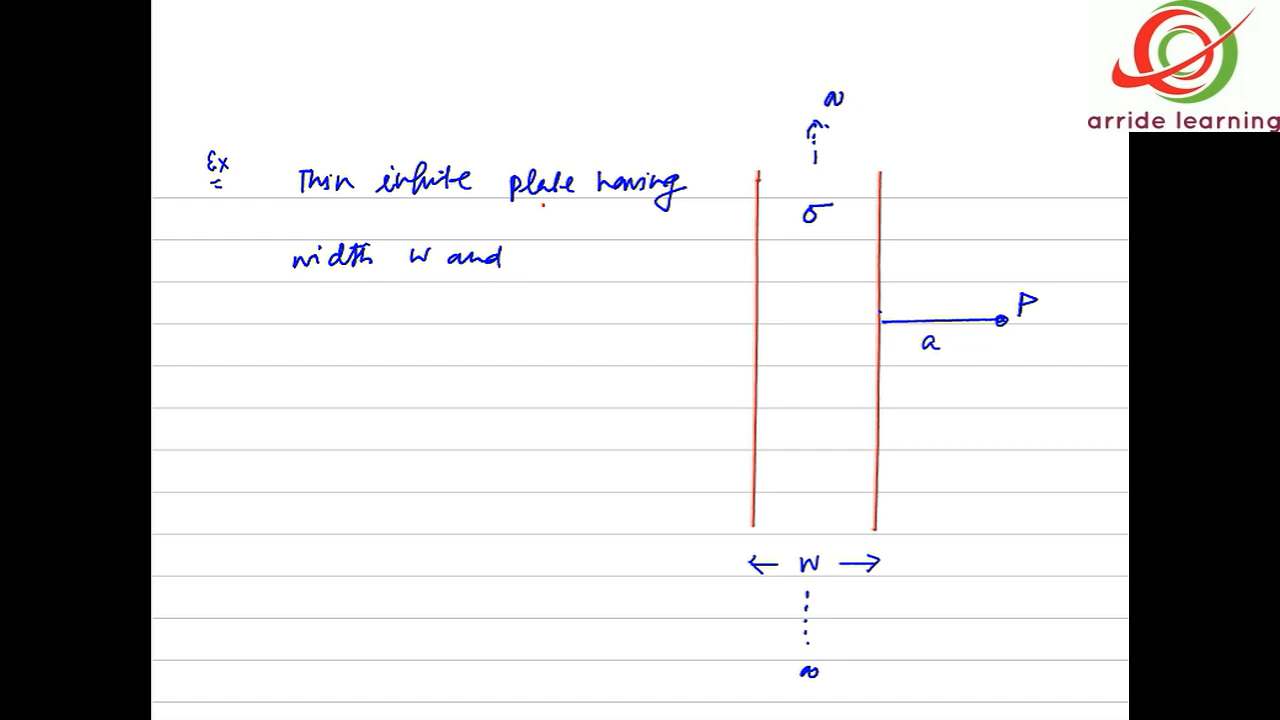 arride learning
∞
Ex Thin infinite plate having
σ
width w and
P
a
← W →
∞